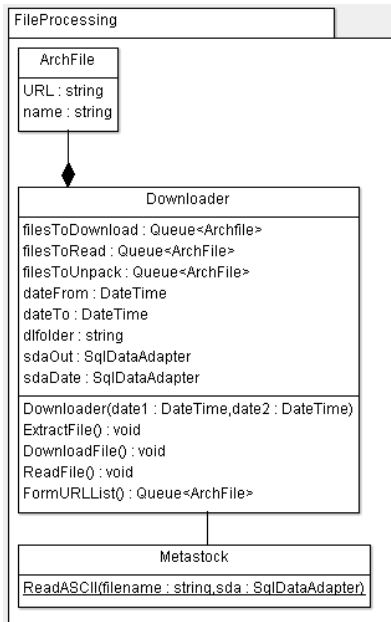 FileProcessing
ArchFile
URL : string
name : string
Downloader
filesToDownload : Queue<Archfile>
filesToRead : Queue<ArchFile>
filesToUnpack : Queue<ArchFile>
dateFrom : DateTime
dateTo : DateTime
dlfolder : string
sdaOut : SqlDataAdapter
sdaDate : SqlDataAdapter
Downloader(date1 : DateTime,date2 : DateTime)
ExtractFile() : void
DownloadFile() : void
ReadFile() : void
FormURLList() : Queue<ArchFile>
Metastock
ReadASCII(filename : string,sda : SqlDataAdapter)